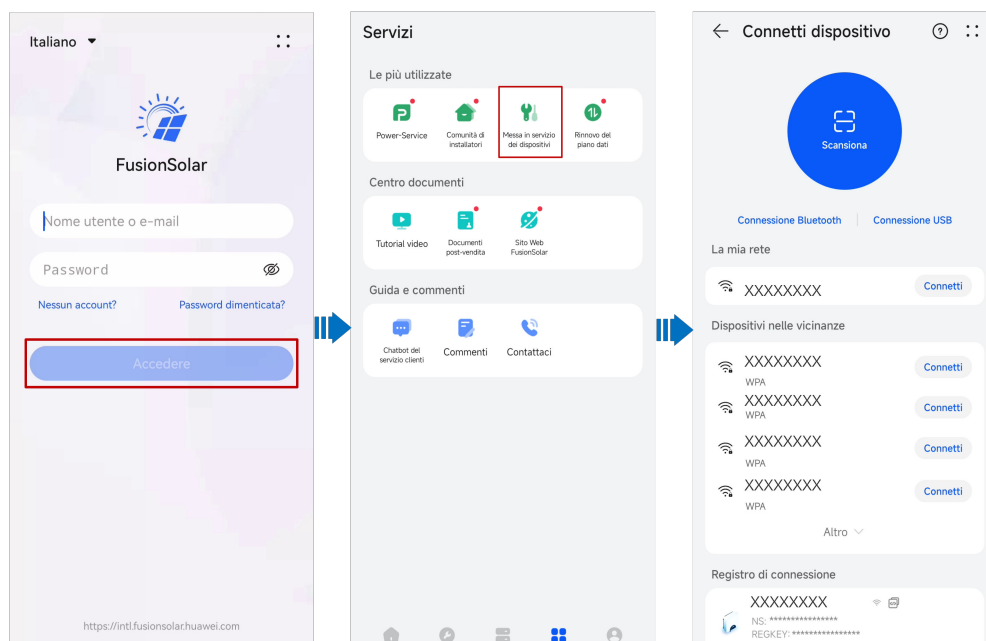 Italiano
FusionSolar
Nome utente o e-mail
Password
Nessun account?
Password dimenticata?
Accedere
https://intl.fusionsolar.huawei.com
Servizi
Le più utilizzate
Power-Service
Comunità di
installatori
Messa in servizio
dei dispositivi
Rinnovo del
piano dati
Centro documenti
Tutorial video
Documenti
post-vendita
Sito Web
FusionSolar
Guida e commenti
Chatbot del
servizio clienti
Commenti
Contattaci
Connetti dispositivo
Scansiona
Connessione Bluetooth
Connessione USB
La mia rete
XXXXXXXX
Connetti
Dispositivi nelle vicinanze
XXXXXXXX
WPA
Connetti
XXXXXXXX
WPA
Connetti
XXXXXXXX
WPA
Connetti
XXXXXXXX
WPA
Connetti
Altro
Registro di connessione
XXXXXXXX
NS: ****************
REGKEY: ****************